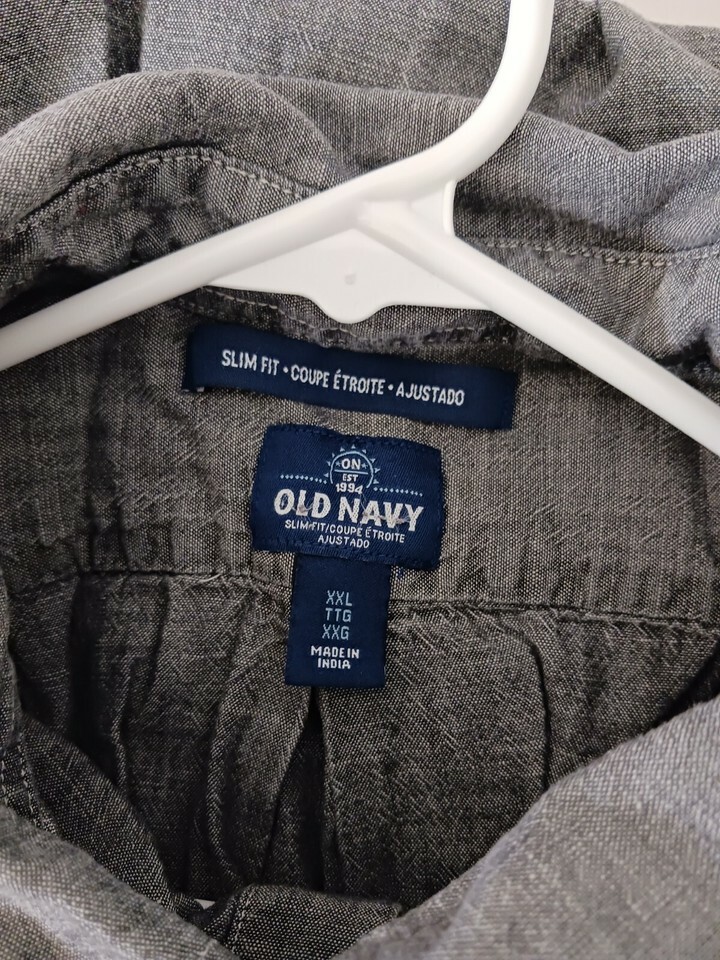 SLIM FIT • COUPE ÉTROITE • AJUSTADO
ON
EST
1994
OLD NAVY
SLIM FIT/COUPE ÉTROITE
AJUSTADO
XXL
TTG
XXG
MADE IN
INDIA